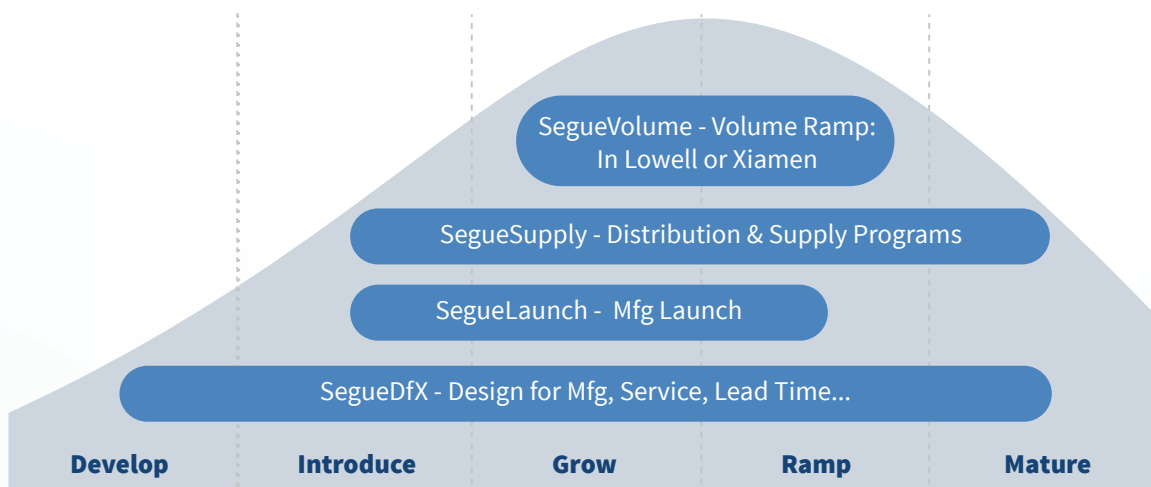 SegueVolume - Volume Ramp:
In Lowell or Xiamen
SegueSupply - Distribution & Supply Programs
SegueLaunch - Mfg Launch
SegueDfX - Design for Mfg, Service, Lead Time...
Develop
Introduce
Grow
Ramp
Mature